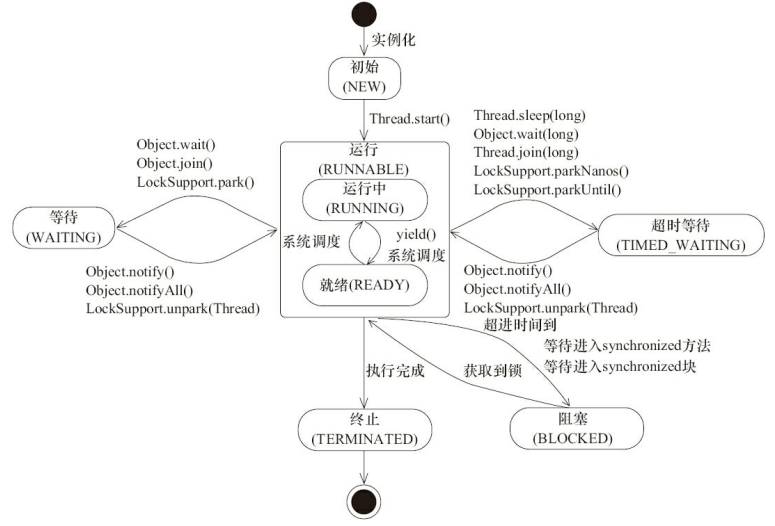 实例化
初始
(NEW)
Thread.start()
Object.wait()
Object.join()
LockSupport.park()
Thread.sleep(long)
Object.wait(long)
Thread.join(long)
LockSupport.parkNanos()
LockSupport.parkUntil()
运行
(RUNNABLE)
运行中
(RUNNING)
等待
(WAITING)
超时等待
(TIMED_WAITING)
系统调度
yield()
系统调度
就绪(READY)
Object.notify()
Object.notifyAll()
LockSupport.unpark(Thread)
Object.notify()
Object.notifyAll()
LockSupport.unpark(Thread)
超进时间到
等待进入synchronized方法
等待进入synchronized块
执行完成
获取到锁
终止
(TERMINATED)
阻塞
(BLOCKED)